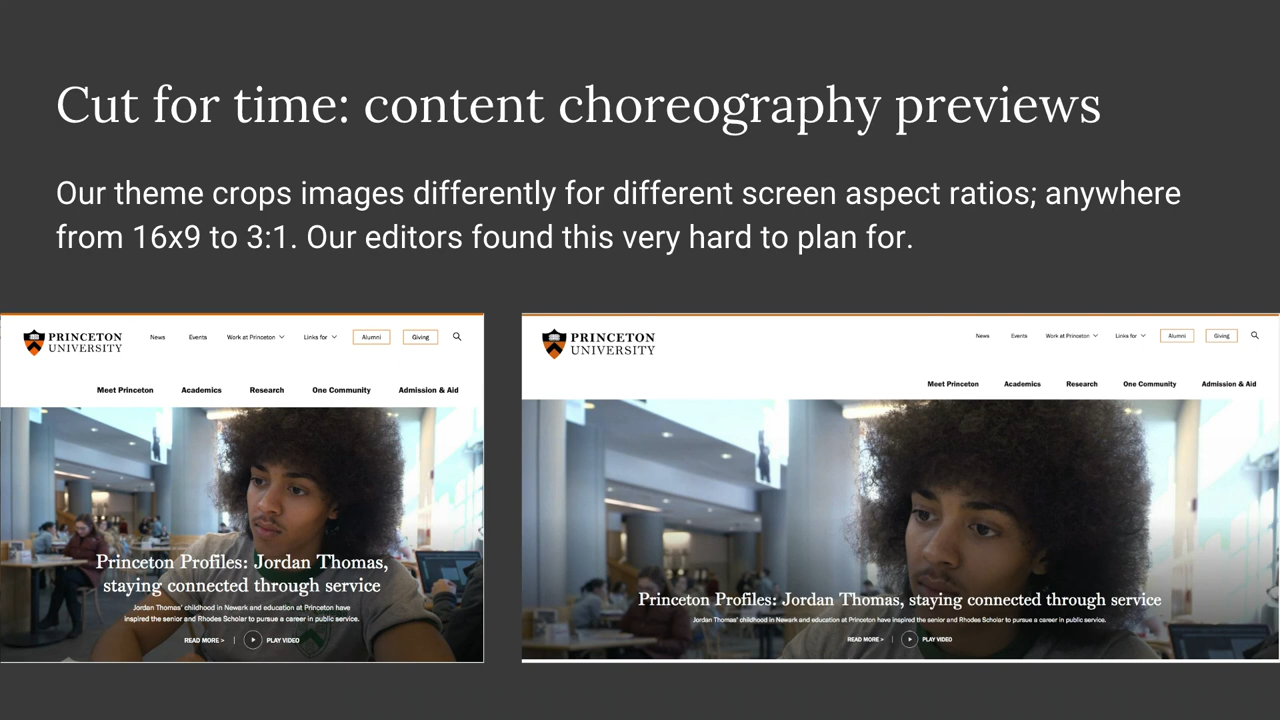 Cut for time: content choreography previews
Our theme crops images differently for different screen aspect ratios; anywhere
from 16x9 to 3:1. Our editors found this very hard to plan for.
PRINCETON
UNIVERSITY
News Events Work at Princeton Links for Alumni Giving
Meet Princeton Academics Research One Community Admission & Aid
Princeton Profiles: Jordan Thomas,
staying connected through service
Jordan Thomas' childhood in Newark and education at Princeton have
inspired the senior and Rhodes Scholar to pursue a career in public service.
READ MORE > | PLAY VIDEO
PRINCETON
UNIVERSITY
News Events Work at Princeton Links for Alumni Giving
Meet Princeton Academics Research One Community Admission & Aid
Princeton Profiles: Jordan Thomas, staying connected through service
Jordan Thomas' childhood in Newark and education at Princeton have inspired the senior and Rhodes Scholar to pursue a career in public service.
READ MORE > | PLAY VIDEO